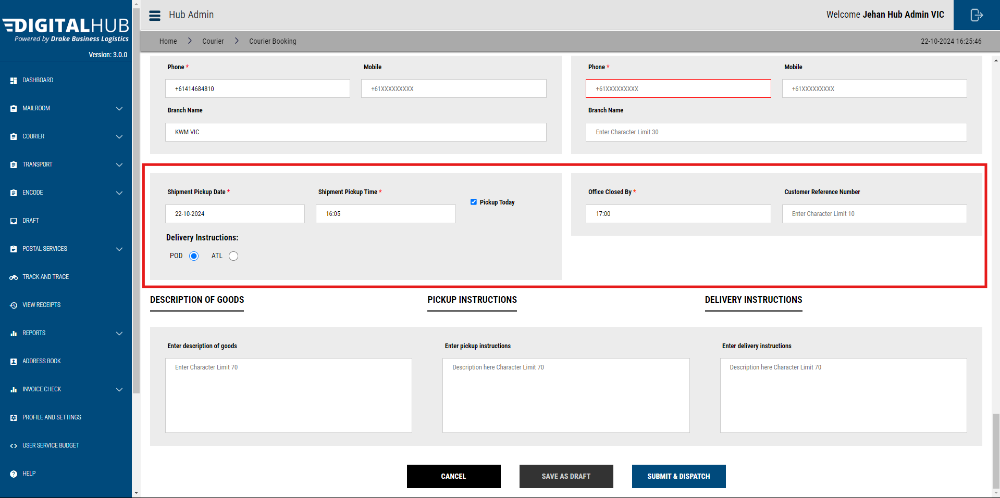 DIGITALHUB
Powered by Drake Business Logistics
Version: 3.0.0
DASHBOARD
MAILROOM
COURIER
TRANSPORT
ENCODE
DRAFT
POSTAL SERVICES
TRACK AND TRACE
VIEW RECEIPTS
REPORTS
ADDRESS BOOK
INVOICE CHECK
PROFILE AND SETTINGS
USER SERVICE BUDGET
HELP
Hub Admin
Welcome Jehan Hub Admin VIC
Home > Courier > Courier Booking
22-10-2024 16:25:46
Phone * Mobile
+61414684810 +61XXXXXXXXX
Branch Name
KWM VIC
Phone * Mobile
+61XXXXXXXXX +61XXXXXXXXX
Branch Name
Enter Character Limit 30
Shipment Pickup Date * Shipment Pickup Time *
Pickup Today
22-10-2024 16:05
Delivery Instructions:
POD ATL
Office Closed By * Customer Reference Number
17:00 Enter Character Limit 10
DESCRIPTION OF GOODS PICKUP INSTRUCTIONS DELIVERY INSTRUCTIONS
Enter description of goods Enter pickup instructions Enter delivery instructions
Enter Character Limit 70 Description here Character Limit 70 Description here Character Limit 70
CANCEL SAVE AS DRAFT SUBMIT & DISPATCH